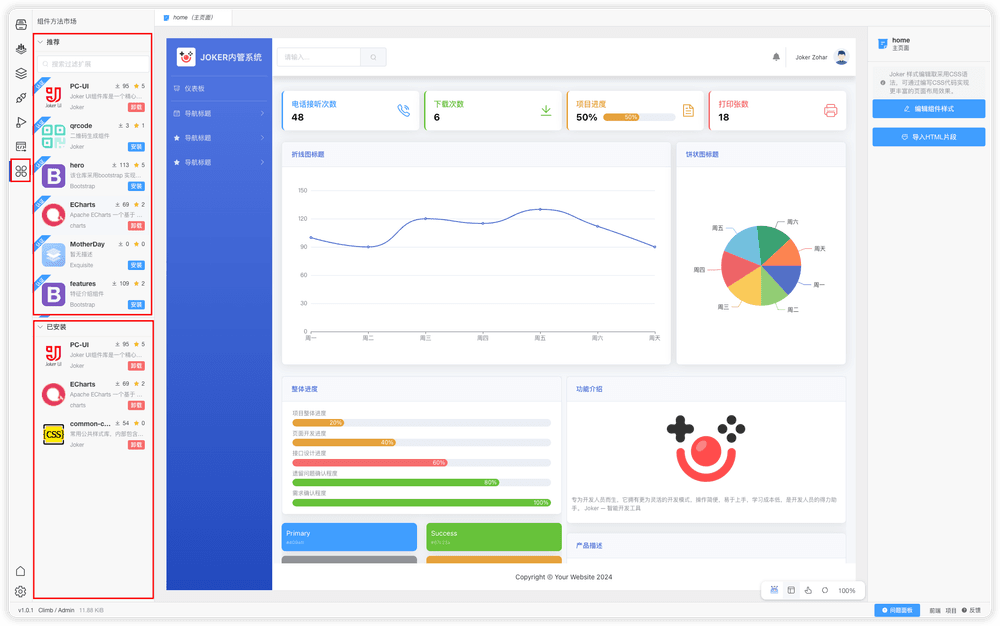 组件方法市场
推荐
搜索过滤扩展
PC-UI 95 5
Joker UI组件库是一个精心...
Joker 卸载
qrcode 3 1
二维码生成组件
Joker 安装
hero 113 5
该仓库采用bootstrap 实现...
Bootstrap 安装
ECharts 69 2
Apache ECharts 一个基于 ...
charts 卸载
MotherDay 0 0
暂无描述
Exquisite 安装
features 109 2
特征介绍组件
Bootstrap 安装
已安装
PC-UI 95 5
Joker UI组件库是一个精心...
Joker 卸载
ECharts 69 2
Apache ECharts 一个基于 ...
charts 卸载
common-c... 54 0
常用公共样式库，内部包含...
Joker 卸载
home（主页面）
JOKER内管系统
仪表板
导航标题
导航标题
导航标题
请输入...
Joker Zohar
电话接听次数
48
下载次数
6
项目进度
50% 50%
打印张数
18
折线图标题
150
120
90
60
30
0
周一 周二 周三 周四 周五 周六 周天
饼状图标题
周六
周五
周天
周四
周一
周三
周二
整体进度
项目整体进度
20%
页面开发进度
40%
接口设计进度
60%
遗留问题确认程度
80%
需求确认程度
100%
功能介绍
专为开发人员而生，它拥有更为灵活的开发模式、操作简便、易于上手、学习成本低，是开发人员的得力助
手。 Joker — 智能开发工具
Primary
Success
产品描述
Copyright © Your Website 2024
100%
home
主页面
Joker 样式编辑取采用CSS语
法，可通过编写CSS代码实现
更丰富的页面布局效果。
编辑组件样式
导入HTML片段
v1.0.1 Climb / Admin 11.88 KiB
问题面板 前端 项目 反馈